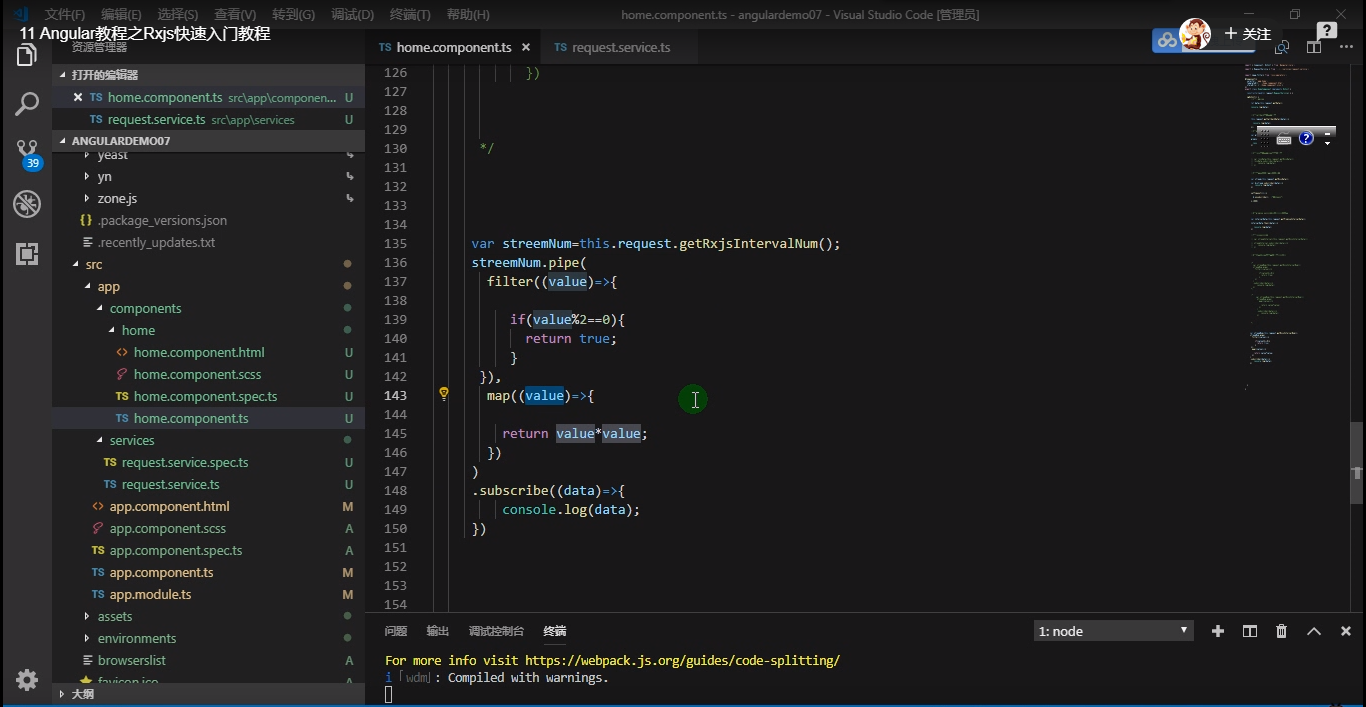 文件(F) 编辑(E) 选择(S) 查看(V) 转到(G) 调试(D) 终端(T) 帮助(H) home.component.ts - angulardemo07 - Visual Studio Code [管理员]
11 Angular教程之Rxjs快速入门教程
+ 关注
?
资源管理器
TS home.component.ts
TS request.service.ts
打开的编辑器
TS home.component.ts src\app\componen... U
TS request.service.ts src\app\services U
ANGULARDEMO07
yeast
yn
zone.js
{} .package_versions.json
.recently_updates.txt
src
app
components
home
<> home.component.html U
home.component.scss U
TS home.component.spec.ts U
TS home.component.ts U
services
TS request.service.spec.ts U
TS request.service.ts U
<> app.component.html M
app.component.scss A
TS app.component.spec.ts A
TS app.component.ts M
TS app.module.ts M
assets
environments
browserslist A
favicon.ico A
大纲
39
126 })
127
128
129
130 */
131
132
133
134
135 var streemNum=this.request.getRxjsIntervalNum();
136 streemNum.pipe(
137 filter((value)=>{
138
139 if(value%2==0){
140 return true;
141 }
142 }),
143 map((value)=>{
144
145 return value*value;
146 })
147 )
148 .subscribe((data)=>{
149 console.log(data);
150 })
151
152
153
154
问题 输出 调试控制台 终端 1: node
For more info visit https://webpack.js.org/guides/code-splitting/
i ｢wdm｣: Compiled with warnings.